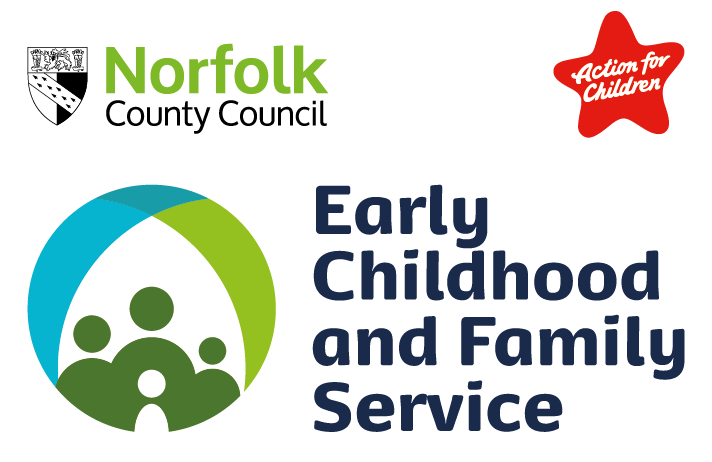 Norfolk
County Council
Action for
Children
Early
Childhood
and Family
Service